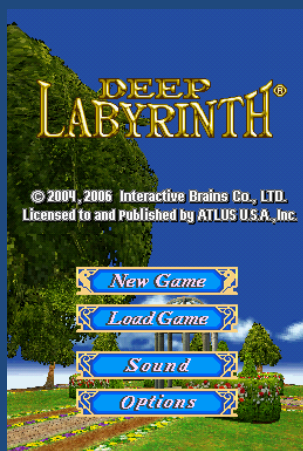 DEEP
LABYRINTH®
© 2004, 2006 Interactive Brains Co., LTD.
Licensed to and Published by ATLUS U.S.A., Inc.
New Game
Load Game
Sound
Options